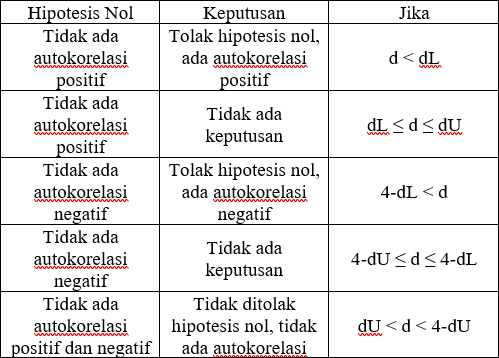 Hipotesis Nol Keputusan Jika
Tidak ada
autokorelasi
positif
Tolak hipotesis nol,
ada autokorelasi
positif
d < dL
Tidak ada
autokorelasi
positif
Tidak ada
keputusan
dL ≤ d ≤ dU
Tidak ada
autokorelasi
negatif
Tolak hipotesis nol,
ada autokorelasi
negatif
4-dL < d
Tidak ada
autokorelasi
negatif
Tidak ada
keputusan
4-dU ≤ d ≤ 4-dL
Tidak ada
autokorelasi
positif dan negatif
Tidak ditolak
hipotesis nol, tidak
ada autokorelasi
dU < d < 4-dU